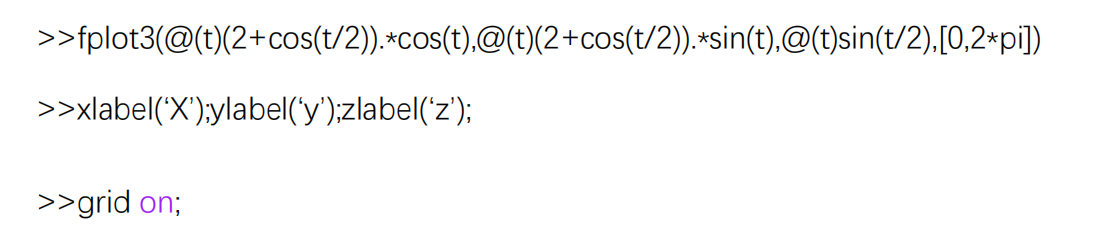 >>fplot3(@(t)(2+cos(t/2)).*cos(t),@(t)(2+cos(t/2)).*sin(t),@(t)sin(t/2),[0,2*pi])
>>xlabel(‘X’);ylabel(‘y’);zlabel(‘z’);
>>grid on;